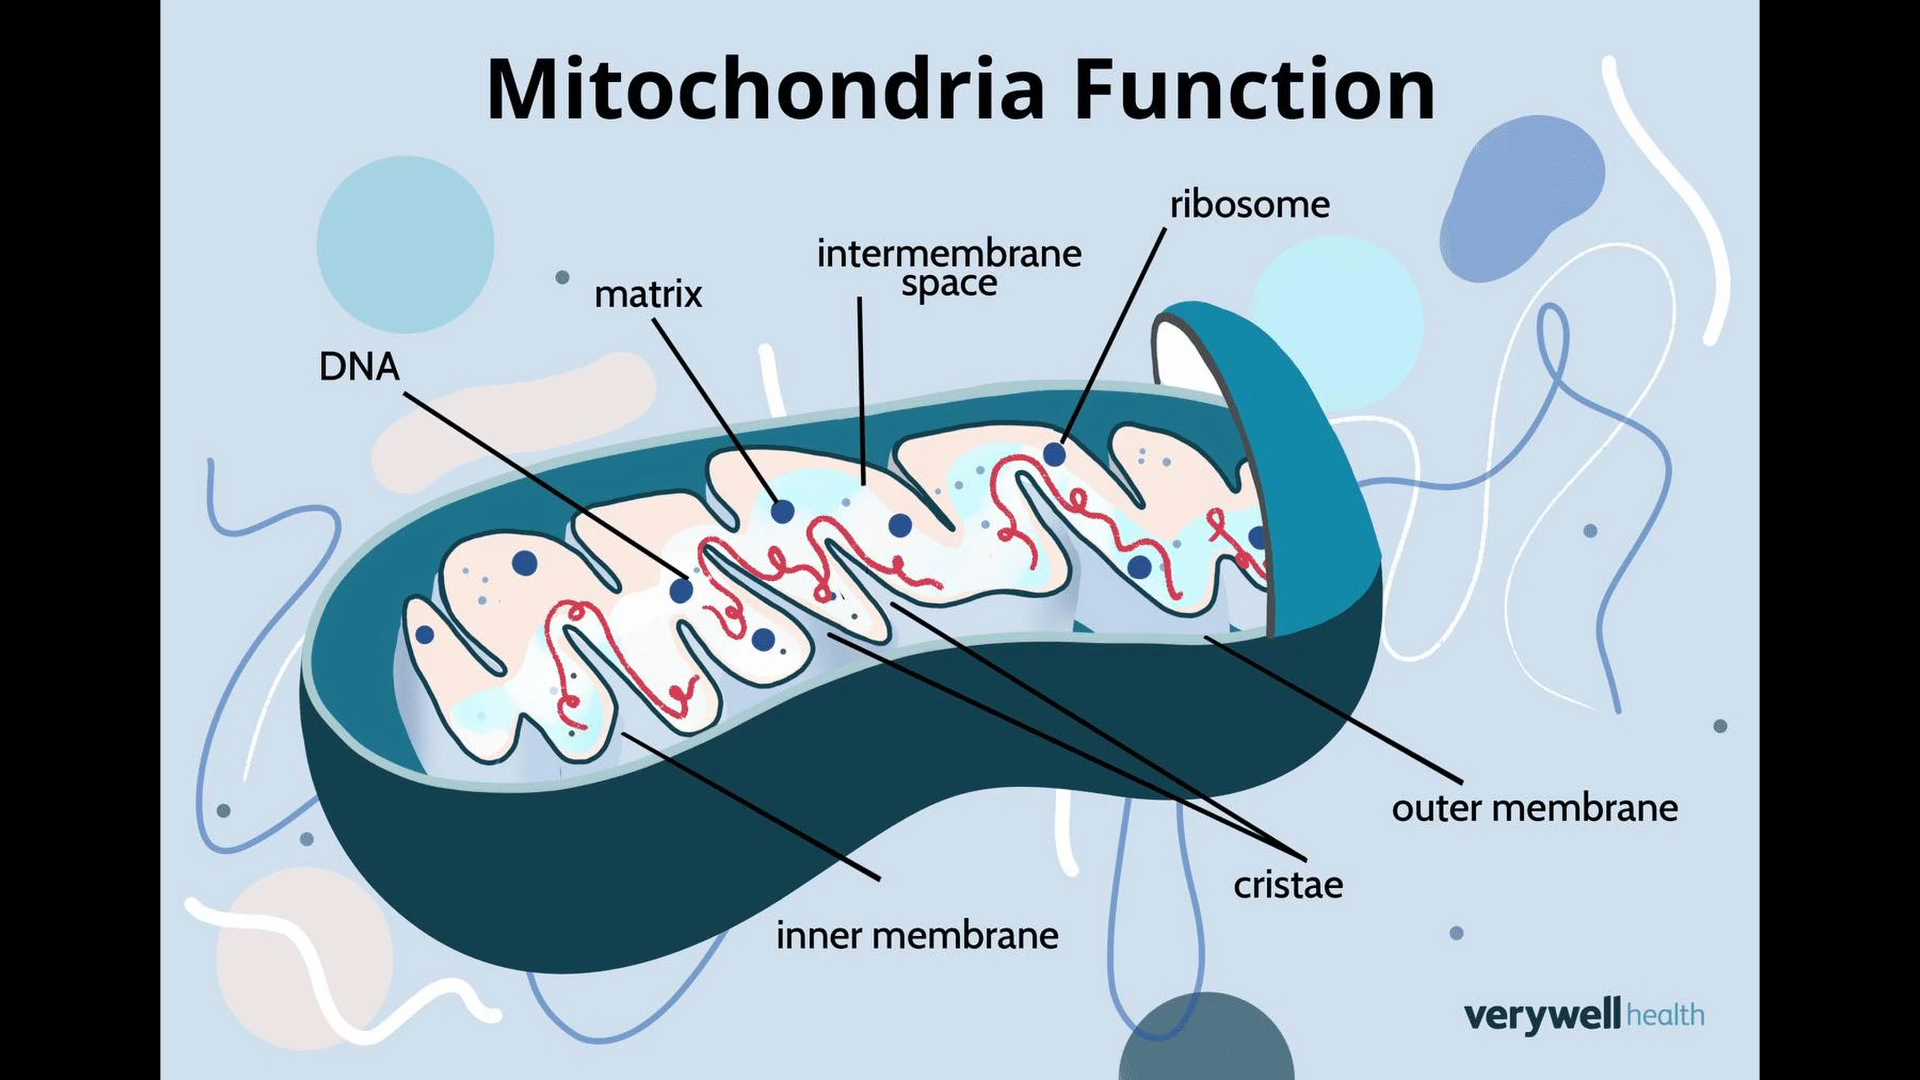 Mitochondria Function
ribosome
intermembrane
space
matrix
DNA
outer membrane
cristae
inner membrane
verywell health